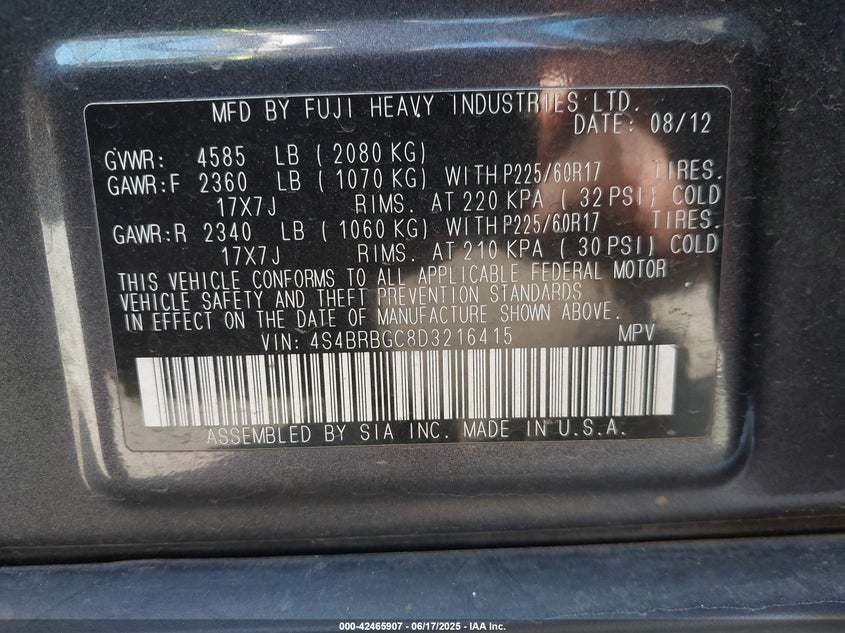 MFD BY FUJI HEAVY INDUSTRIES LTD.
DATE: 08/12
GVWR: 4585 LB (2080 KG)
GAWR:F 2360 LB (1070 KG) WITH P225/60R17 TIRES.
17X7J RIMS. AT 220 KPA (32 PSI) COLD
GAWR:R 2340 LB (1060 KG) WITH P225/60R17 TIRES.
17X7J RIMS. AT 210 KPA (30 PSI) COLD
THIS VEHICLE CONFORMS TO ALL APPLICABLE FEDERAL MOTOR
VEHICLE SAFETY AND THEFT PREVENTION STANDARDS
IN EFFECT ON THE DATE OF MANUFACTURE SHOWN ABOVE.
VIN: 4S4BRBGC8D3216415 MPV
ASSEMBLED BY SIA INC. MADE IN U.S.A.
000-42465907 - 06/17/2025 - IAA Inc.